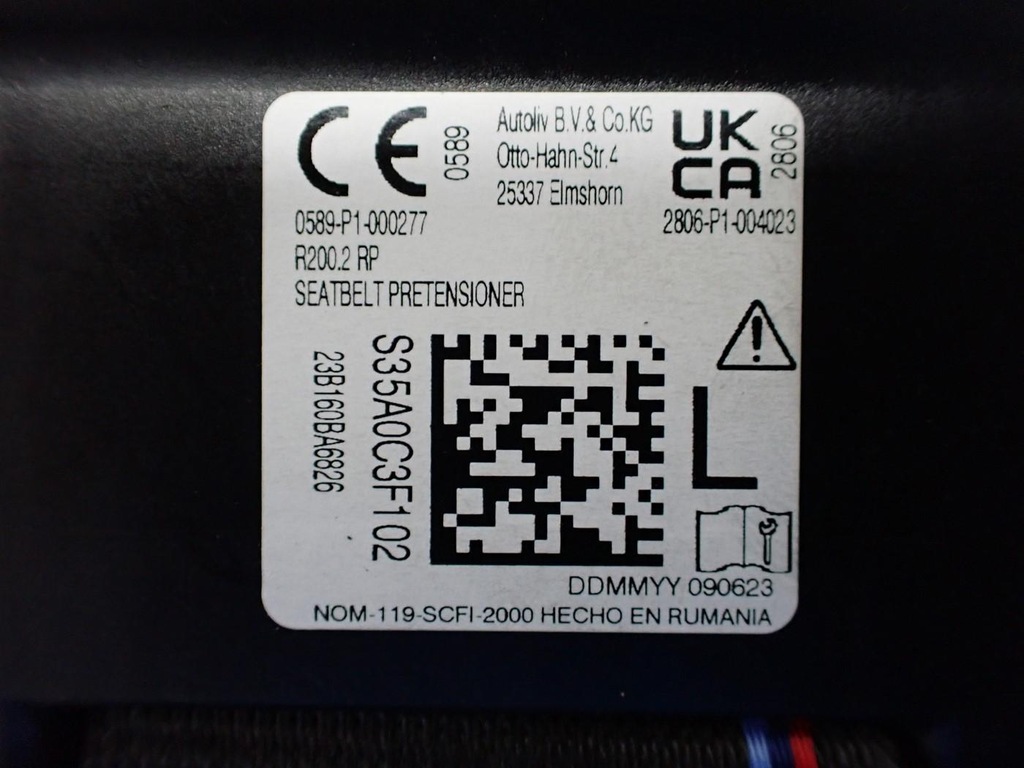 CE 0589
Autoliv B.V.& Co.KG
Otto-Hahn-Str.4
25337 Elmshorn
UK
CA 2806
0589-P1-000277
2806-P1-004023
R200.2 RP
SEATBELT PRETENSIONER
S35A0C3F102
23B160BA6826
L
DDMMYY 090623
NOM-119-SCFI-2000 HECHO EN RUMANIA